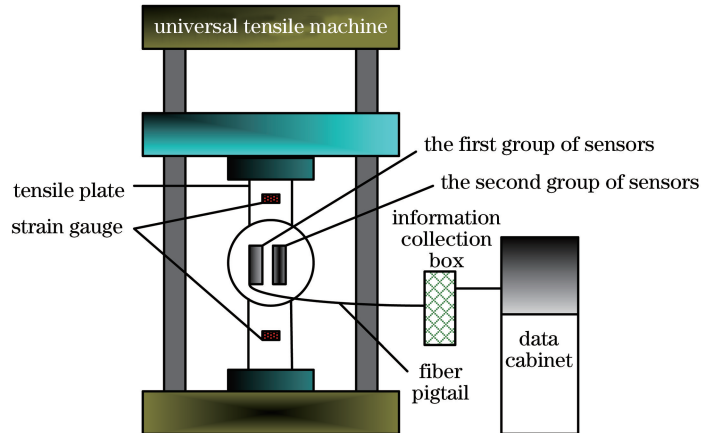 universal tensile machine
the first group of sensors
tensile plate
the second group of sensors
strain gauge
information
collection
box
data
cabinet
fiber
pigtail